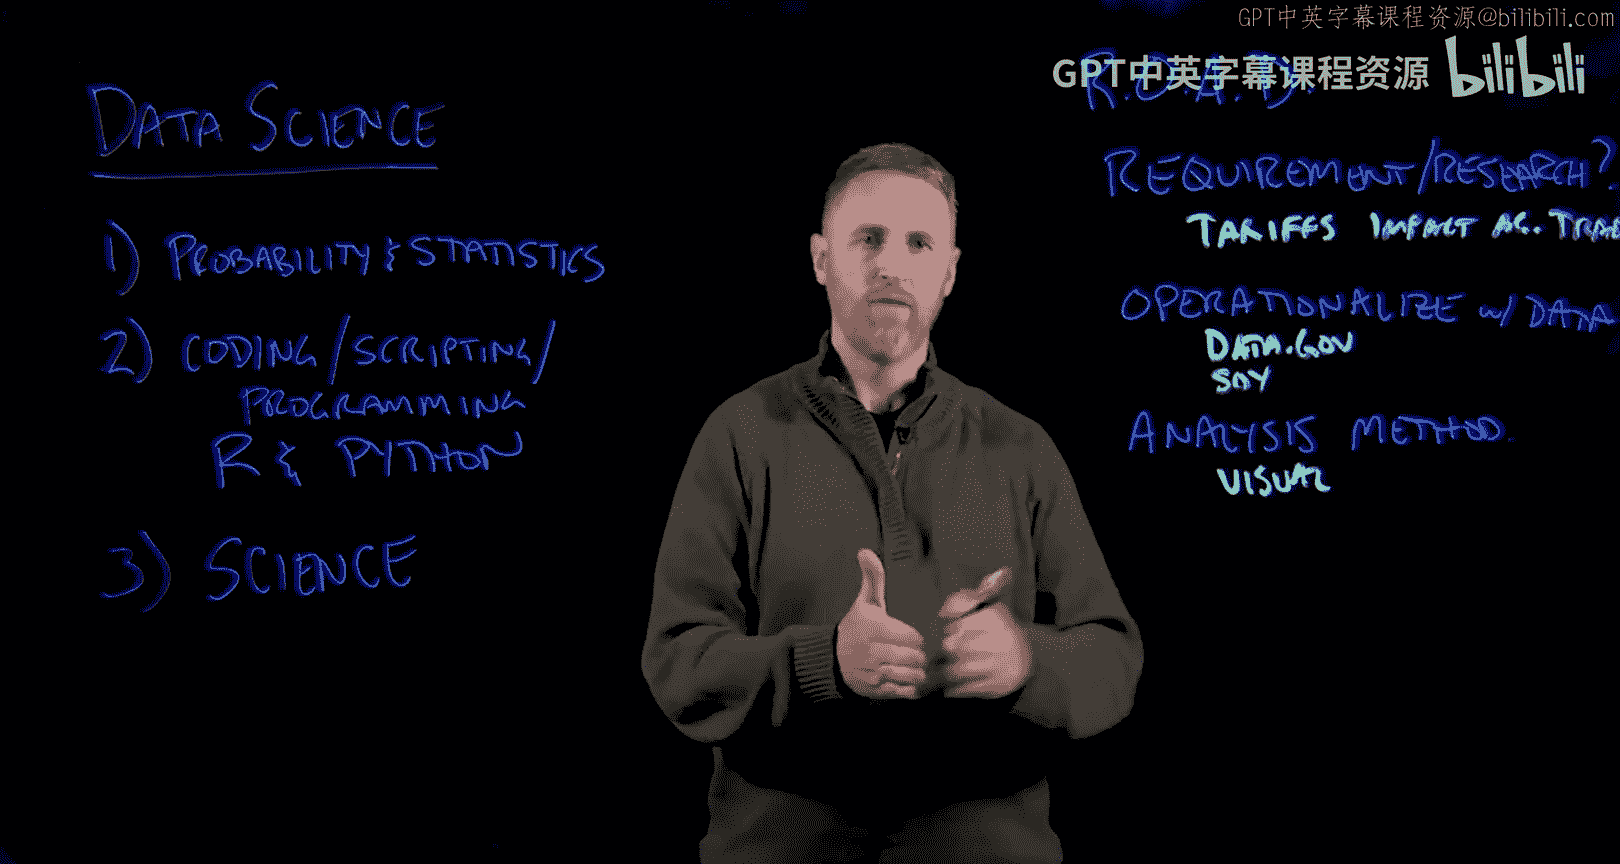 GPT中英字幕课程资源@bilibili.com
GPT中英字幕课程资源 bilibili
DATA SCIENCE
1) PROBABILITY & STATISTICS
2) CODING/SCRIPTING/
PROGRAMMING
R & PYTHON
3) SCIENCE
R.O.A.D.
REQUIREMENT/RESEARCH?
TARIFFS IMPACT AG. TRAD
OPERATIONALIZE w/ DATA
DATA.GOV
SOY
ANALYSIS METHOD.
VISUAL